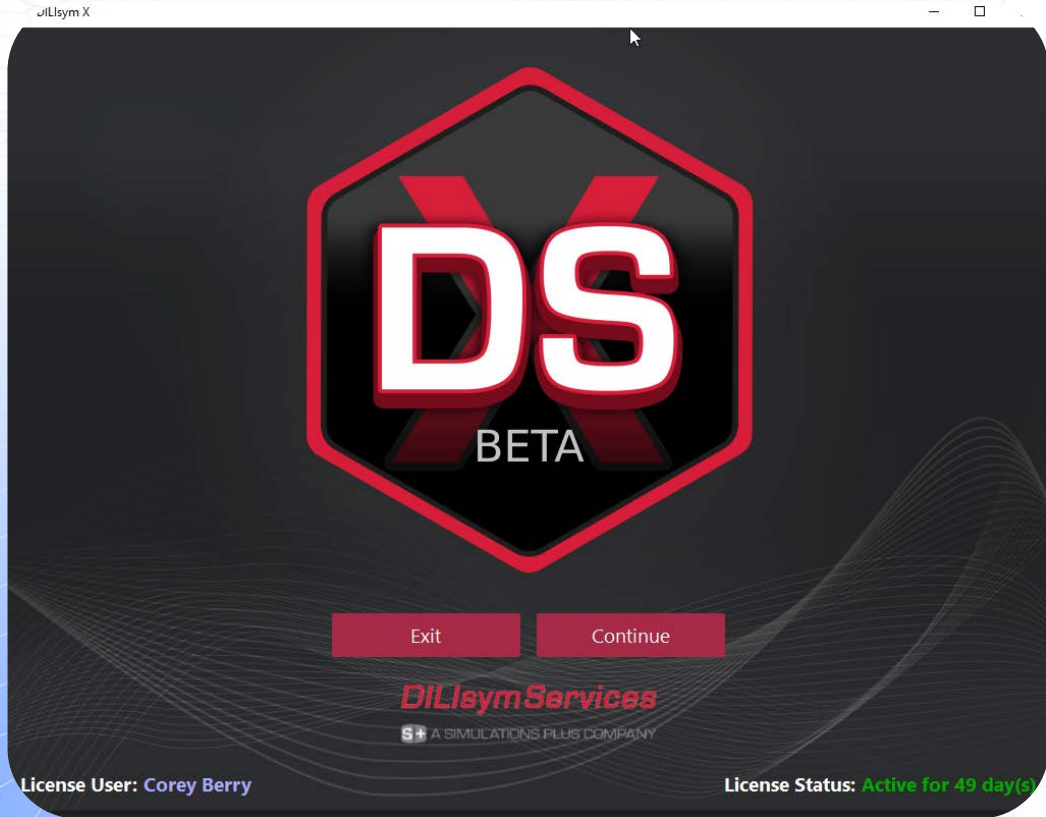 DILIsym X
X
DS
BETA
Exit
Continue
DILIsymServices
S+ A SIMULATIONS PLUS COMPANY
License User: Corey Berry
License Status: Active for 49 day(s)